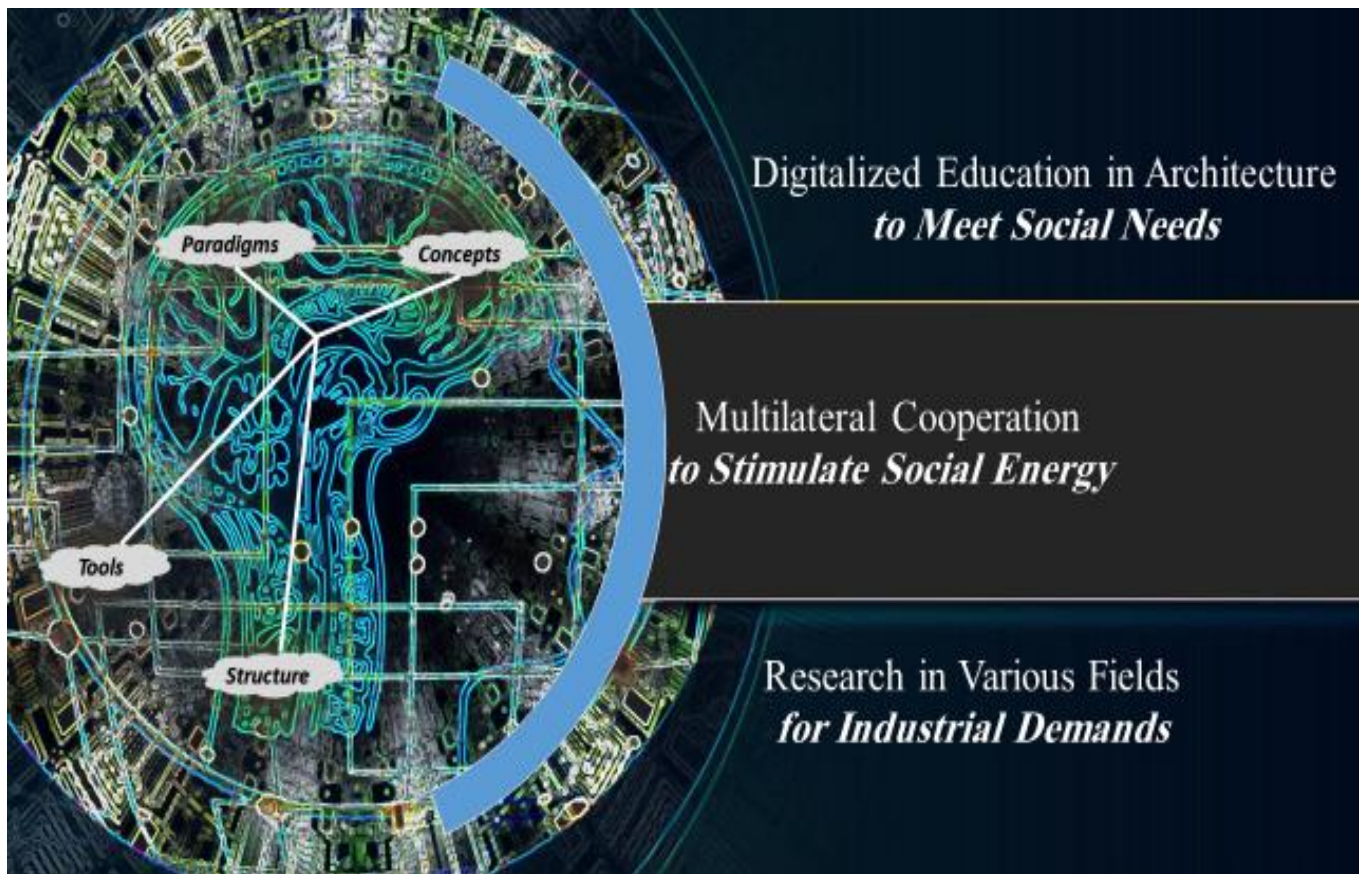 Paradigms
Concepts
Tools
Structure
Digitalized Education in Architecture
to Meet Social Needs
Multilateral Cooperation
to Stimulate Social Energy
Research in Various Fields
for Industrial Demands